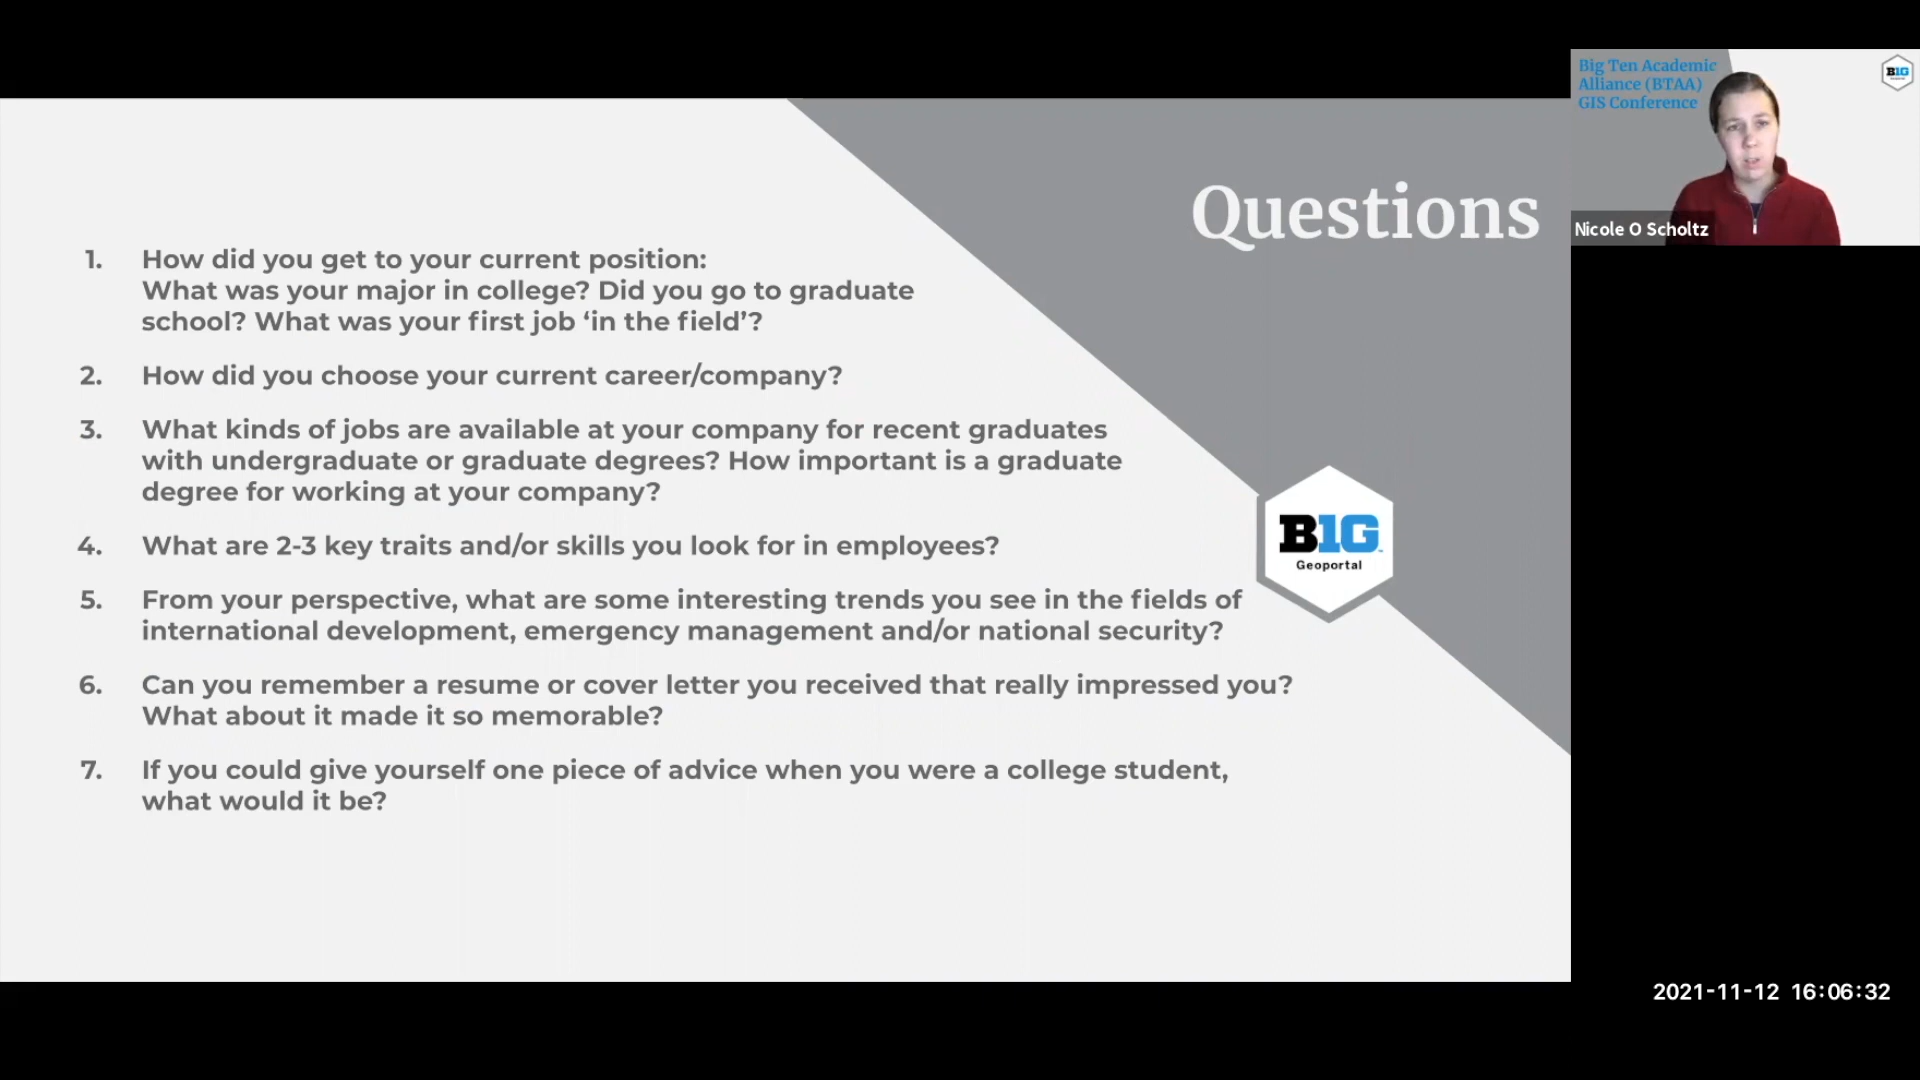 Questions
1. How did you get to your current position:
What was your major in college? Did you go to graduate
school? What was your first job ‘in the field’?
2. How did you choose your current career/company?
3. What kinds of jobs are available at your company for recent graduates
with undergraduate or graduate degrees? How important is a graduate
degree for working at your company?
4. What are 2-3 key traits and/or skills you look for in employees?
5. From your perspective, what are some interesting trends you see in the fields of
international development, emergency management and/or national security?
6. Can you remember a resume or cover letter you received that really impressed you?
What about it made it so memorable?
7. If you could give yourself one piece of advice when you were a college student,
what would it be?
B1G
Geoportal
Big Ten Academic
Alliance (BTAA)
GIS Conference
B1G
Nicole O Scholtz
2021-11-12 16:06:32